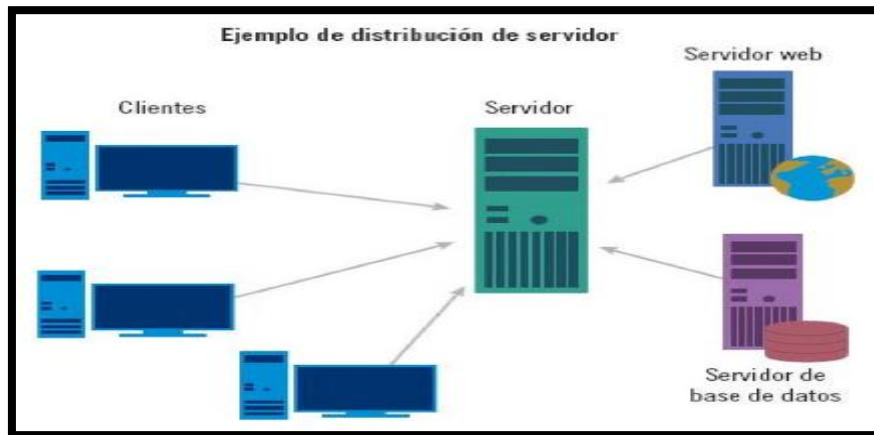 Ejemplo de distribución de servidor
Servidor web
Clientes
Servidor
Servidor de
base de datos